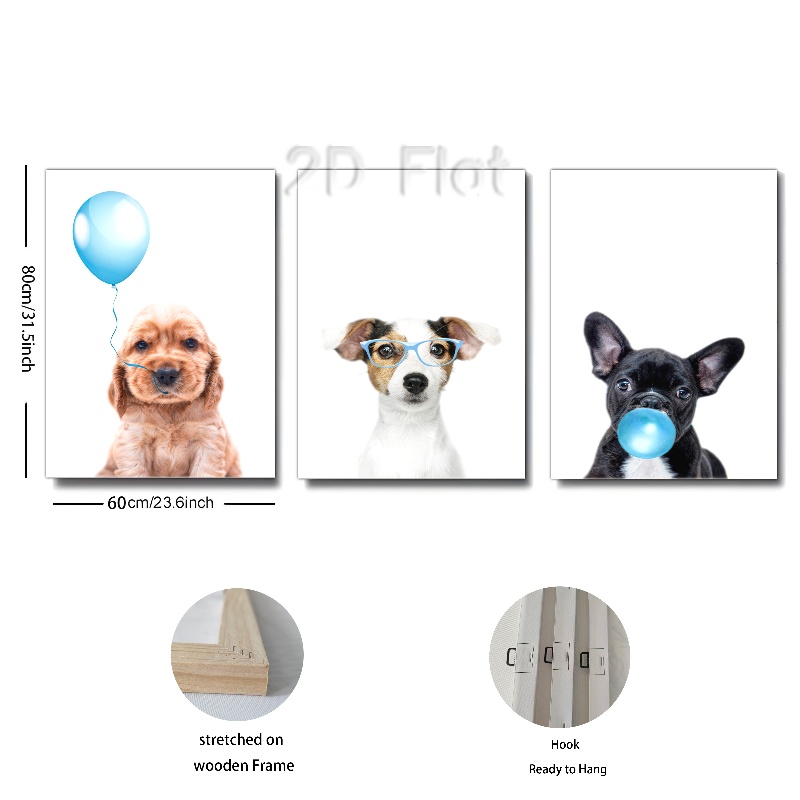 2D Flat
80cm/31.5inch
60cm/23.6inch
stretched on
wooden Frame
Hook
Ready to Hang